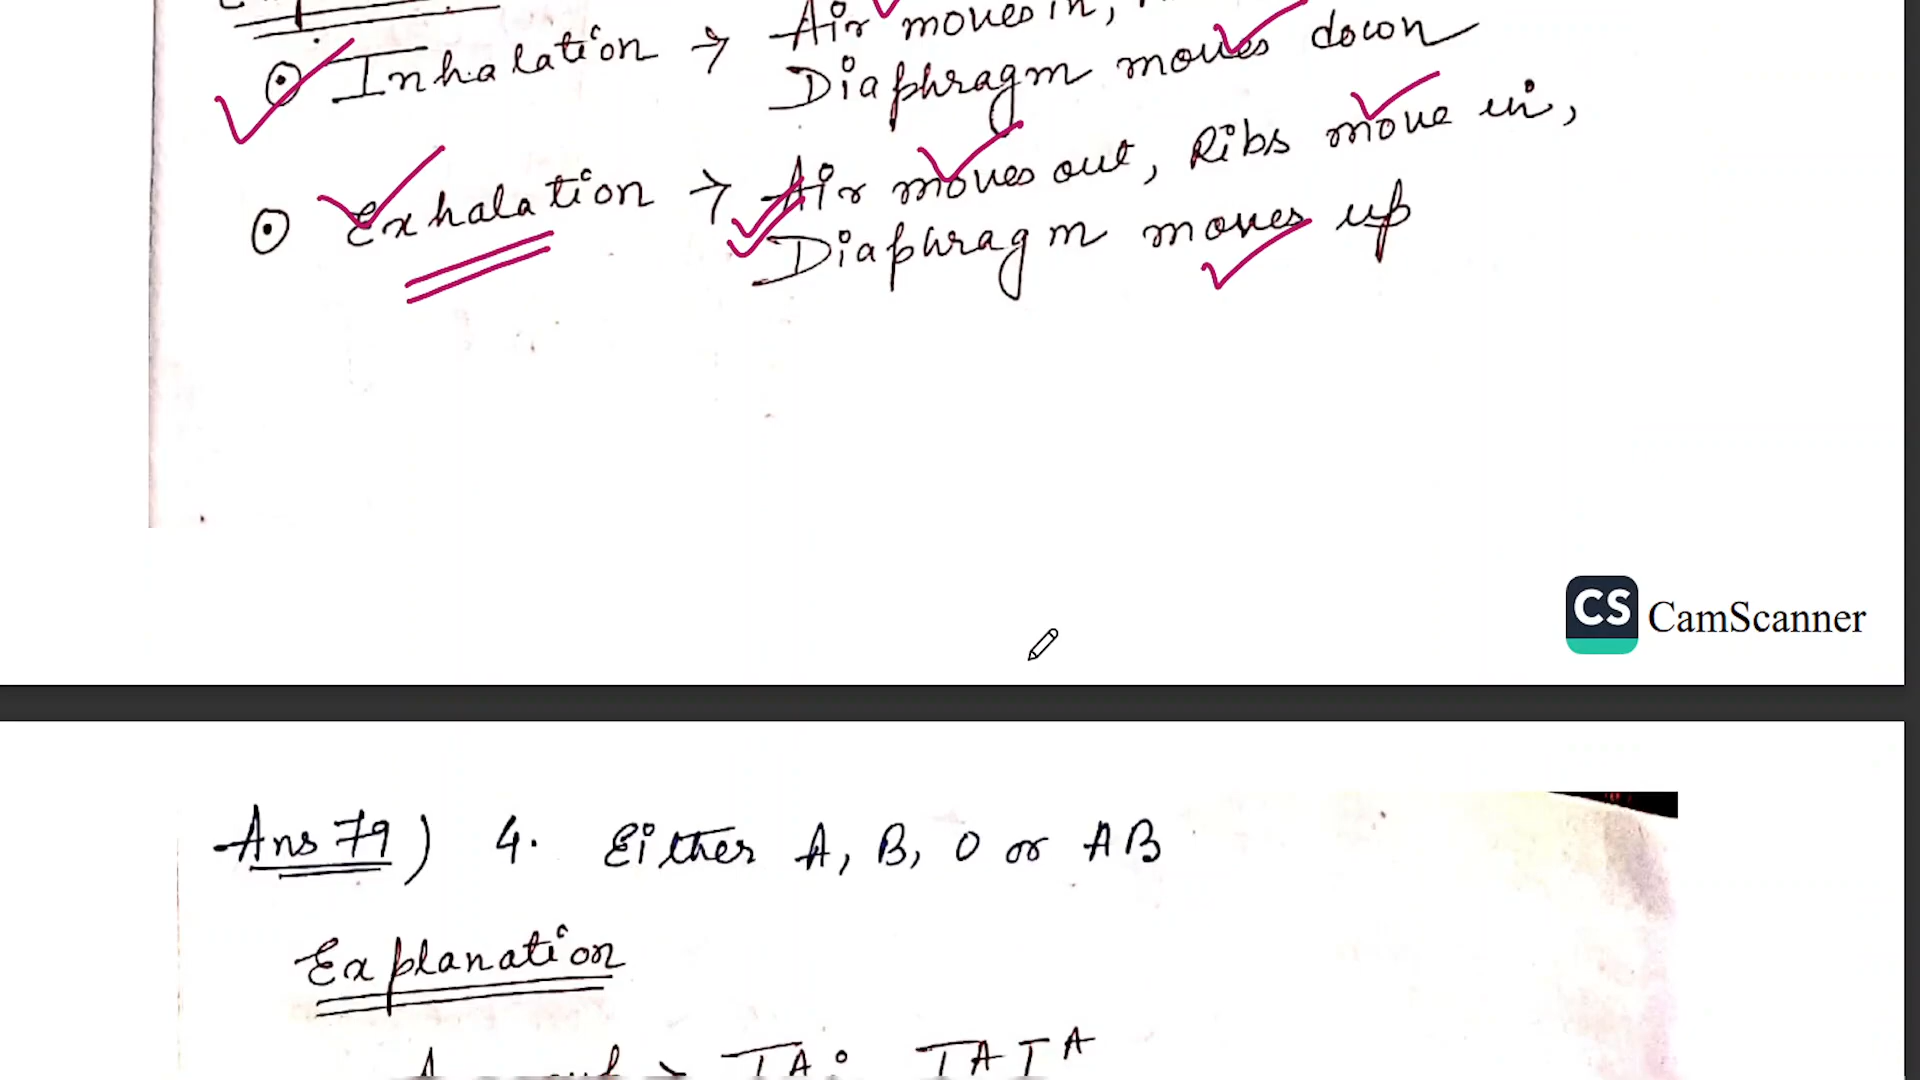 Inhalation → Air moves in,
Diaphragm moves down
Exhalation → Air moves out, Ribs move in,
Diaphragm moves up
CS CamScanner
Ans 79) 4. Either A, B, O or AB
Explanation